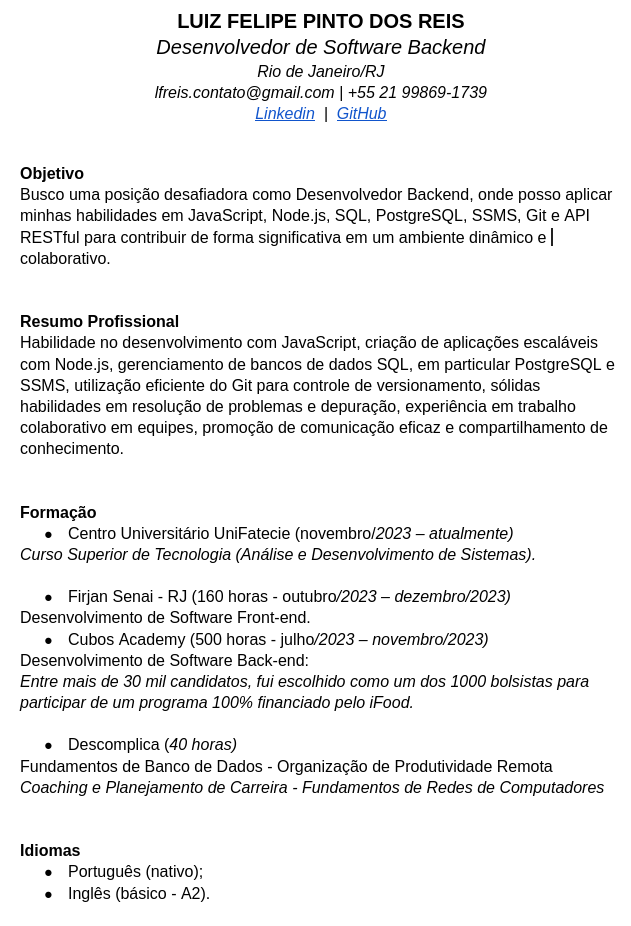 LUIZ FELIPE PINTO DOS REIS
Desenvolvedor de Software Backend
Rio de Janeiro/RJ
lfreis.contato@gmail.com | +55 21 99869-1739
Linkedin | GitHub
Objetivo
Busco uma posição desafiadora como Desenvolvedor Backend, onde posso aplicar
minhas habilidades em JavaScript, Node.js, SQL, PostgreSQL, SSMS, Git e API
RESTful para contribuir de forma significativa em um ambiente dinâmico e
colaborativo.
Resumo Profissional
Habilidade no desenvolvimento com JavaScript, criação de aplicações escaláveis
com Node.js, gerenciamento de bancos de dados SQL, em particular PostgreSQL e
SSMS, utilização eficiente do Git para controle de versionamento, sólidas
habilidades em resolução de problemas e depuração, experiência em trabalho
colaborativo em equipes, promoção de comunicação eficaz e compartilhamento de
conhecimento.
Formação
● Centro Universitário UniFatecie (novembro/2023 – atualmente)
Curso Superior de Tecnologia (Análise e Desenvolvimento de Sistemas).
● Firjan Senai - RJ (160 horas - outubro/2023 – dezembro/2023)
Desenvolvimento de Software Front-end.
● Cubos Academy (500 horas - julho/2023 – novembro/2023)
Desenvolvimento de Software Back-end:
Entre mais de 30 mil candidatos, fui escolhido como um dos 1000 bolsistas para
participar de um programa 100% financiado pelo iFood.
● Descomplica (40 horas)
Fundamentos de Banco de Dados - Organização de Produtividade Remota
Coaching e Planejamento de Carreira - Fundamentos de Redes de Computadores
Idiomas
● Português (nativo);
● Inglês (básico - A2).